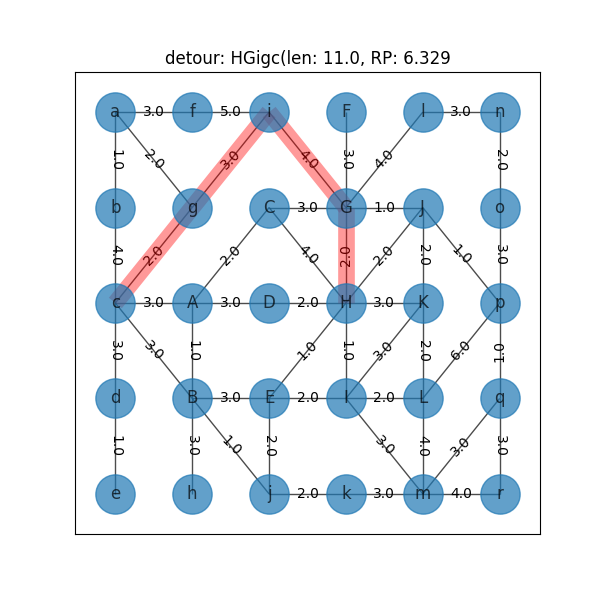 detour: HGigc(len: 11.0, RP: 6.329
a 3.0 f 5.0 i F l 3.0 n
1.0 2.0 3.0 4.0 3.0 4.0 2.0
b g C 3.0 G 1.0 J o
4.0 2.0 2.0 4.0 2.0 2.0 2.0 1.0 3.0
c 3.0 A 3.0 D 2.0 H 3.0 K p
3.0 3.0 1.0 1.0 1.0 3.0 2.0 6.0 1.0
d B 3.0 E 2.0 I 2.0 L q
1.0 3.0 1.0 2.0 3.0 4.0 3.0 3.0
e h j 2.0 k 3.0 m 4.0 r